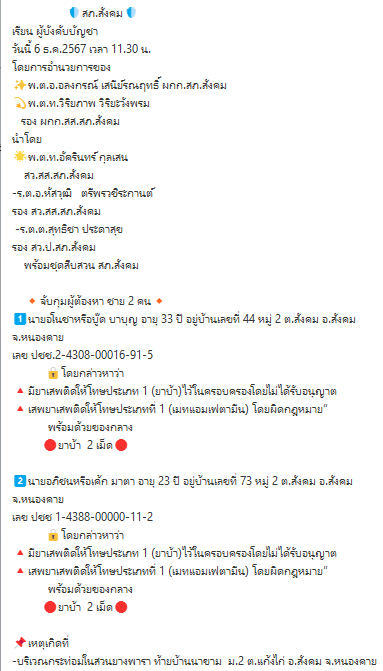 🛡️ สภ.สังคม 🛡️
เรียน ผู้บังคับบัญชา
วันนี้ 6 ธ.ค.2567 เวลา 11.30 น.
โดยการอำนวยการของ
✨พ.ต.อ.อลงกรณ์ เสนีย์รณฤทธิ์ ผกก.สภ.สังคม
💫พ.ต.ท.วิริยภาพ วิริยะวังพรม
รอง ผกก.สส.สภ.สังคม
นำโดย
🌟พ.ต.ท.อัครินทร์ กุลเสน
สว.สส.สภ.สังคม
-ร.ต.อ.หัสวุฒิ ตรีพรวชิระกานต์
รอง สว.สส.สภ.สังคม
-ร.ต.ต.สุทธิชา ประดาสุข
รอง สว.ป.สภ.สังคม
พร้อมชุดสืบสวน สภ.สังคม
🔸จับกุมผู้ต้องหา ชาย 2 คน 🔸
1️⃣นายอโนชาหรือบู๊ด บาบุญ อายุ 33 ปี อยู่บ้านเลขที่ 44 หมู่ 2 ต.สังคม อ.สังคม
จ.หนองคาย
เลข ปชช.2-4308-00016-91-5
🔒โดยกล่าวหาว่า
🔺มียาเสพติดให้โทษประเภท 1 (ยาบ้า)ไว้ในครอบครองโดยไม่ได้รับอนุญาต
🔺เสพยาเสพติดให้โทษประเภทที่ 1 (เมทแอมเฟตามีน) โดยผิดกฎหมาย"
พร้อมด้วยของกลาง
🔴ยาบ้า 2 เม็ด🔴
2️⃣นายอภิชนหรือเค้ก มาตา อายุ 23 ปี อยู่บ้านเลขที่ 73 หมู่ 2 ต.สังคม อ.สังคม
จ.หนองคาย
เลข ปชช 1-4388-00000-11-2
🔒โดยกล่าวหาว่า
🔺มียาเสพติดให้โทษประเภท 1 (ยาบ้า)ไว้ในครอบครองโดยไม่ได้รับอนุญาต
🔺เสพยาเสพติดให้โทษประเภทที่ 1 (เมทแอมเฟตามีน) โดยผิดกฎหมาย"
พร้อมด้วยของกลาง
🔴ยาบ้า 2 เม็ด🔴
📌เหตุเกิดที่
-บริเวณกระท่อมในสวนยางพารา ท้ายบ้านนาขาม ม.2 ต.แก้งไก่ อ.สังคม จ.หนองคาย